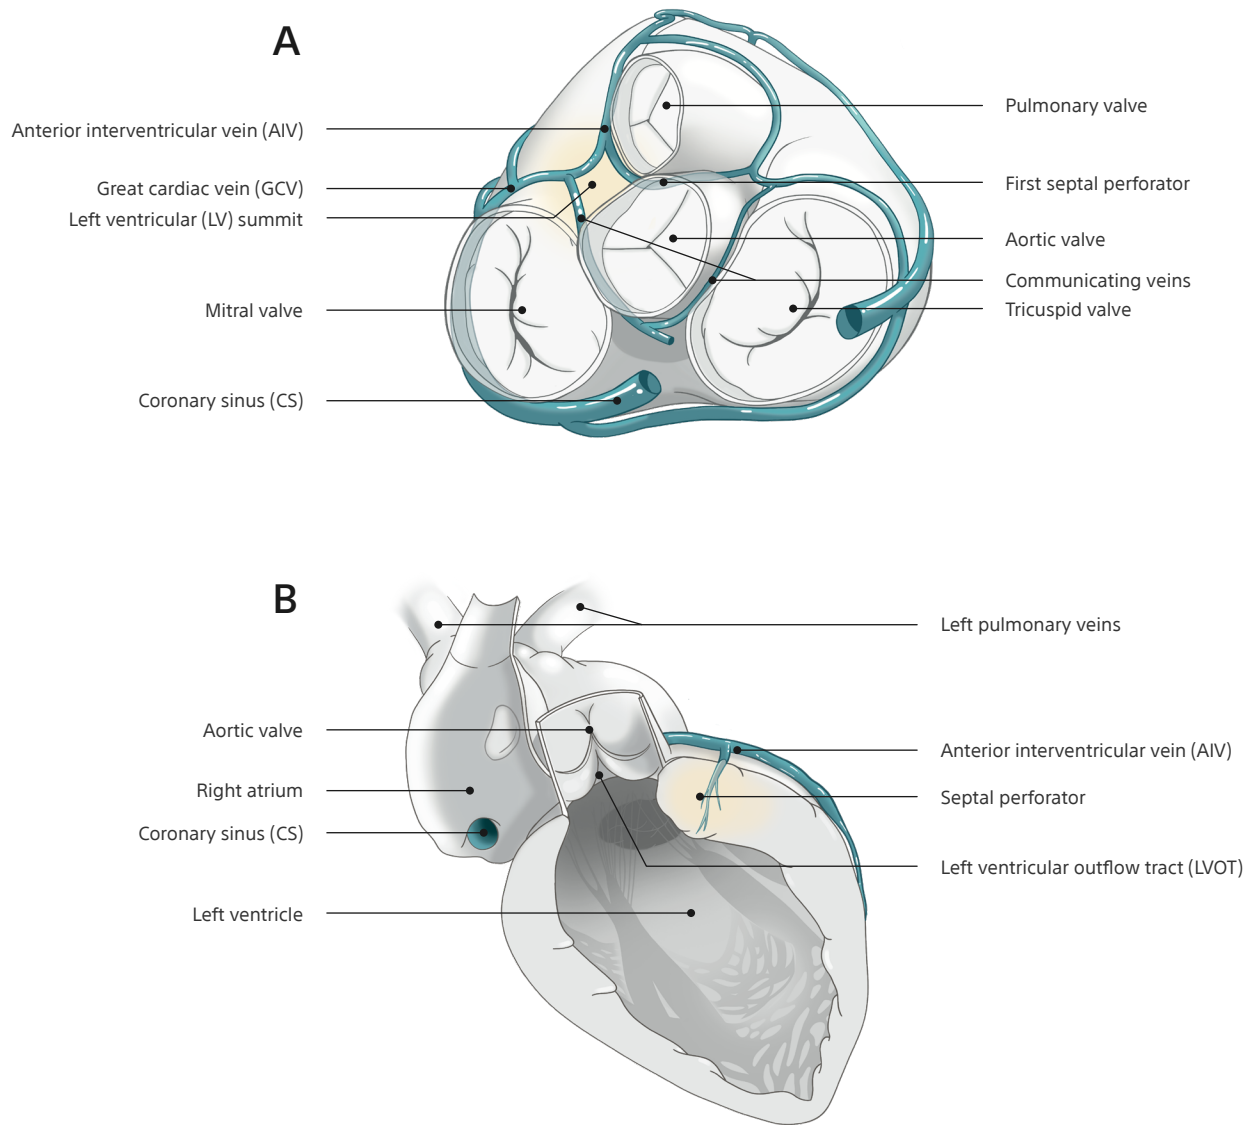 A
Anterior interventricular vein (AIV)
Great cardiac vein (GCV)
Left ventricular (LV) summit
Mitral valve
Coronary sinus (CS)
Pulmonary valve
First septal perforator
Aortic valve
Communicating veins
Tricuspid valve
B
Aortic valve
Right atrium
Coronary sinus (CS)
Left ventricle
Left pulmonary veins
Anterior interventricular vein (AIV)
Septal perforator
Left ventricular outflow tract (LVOT)